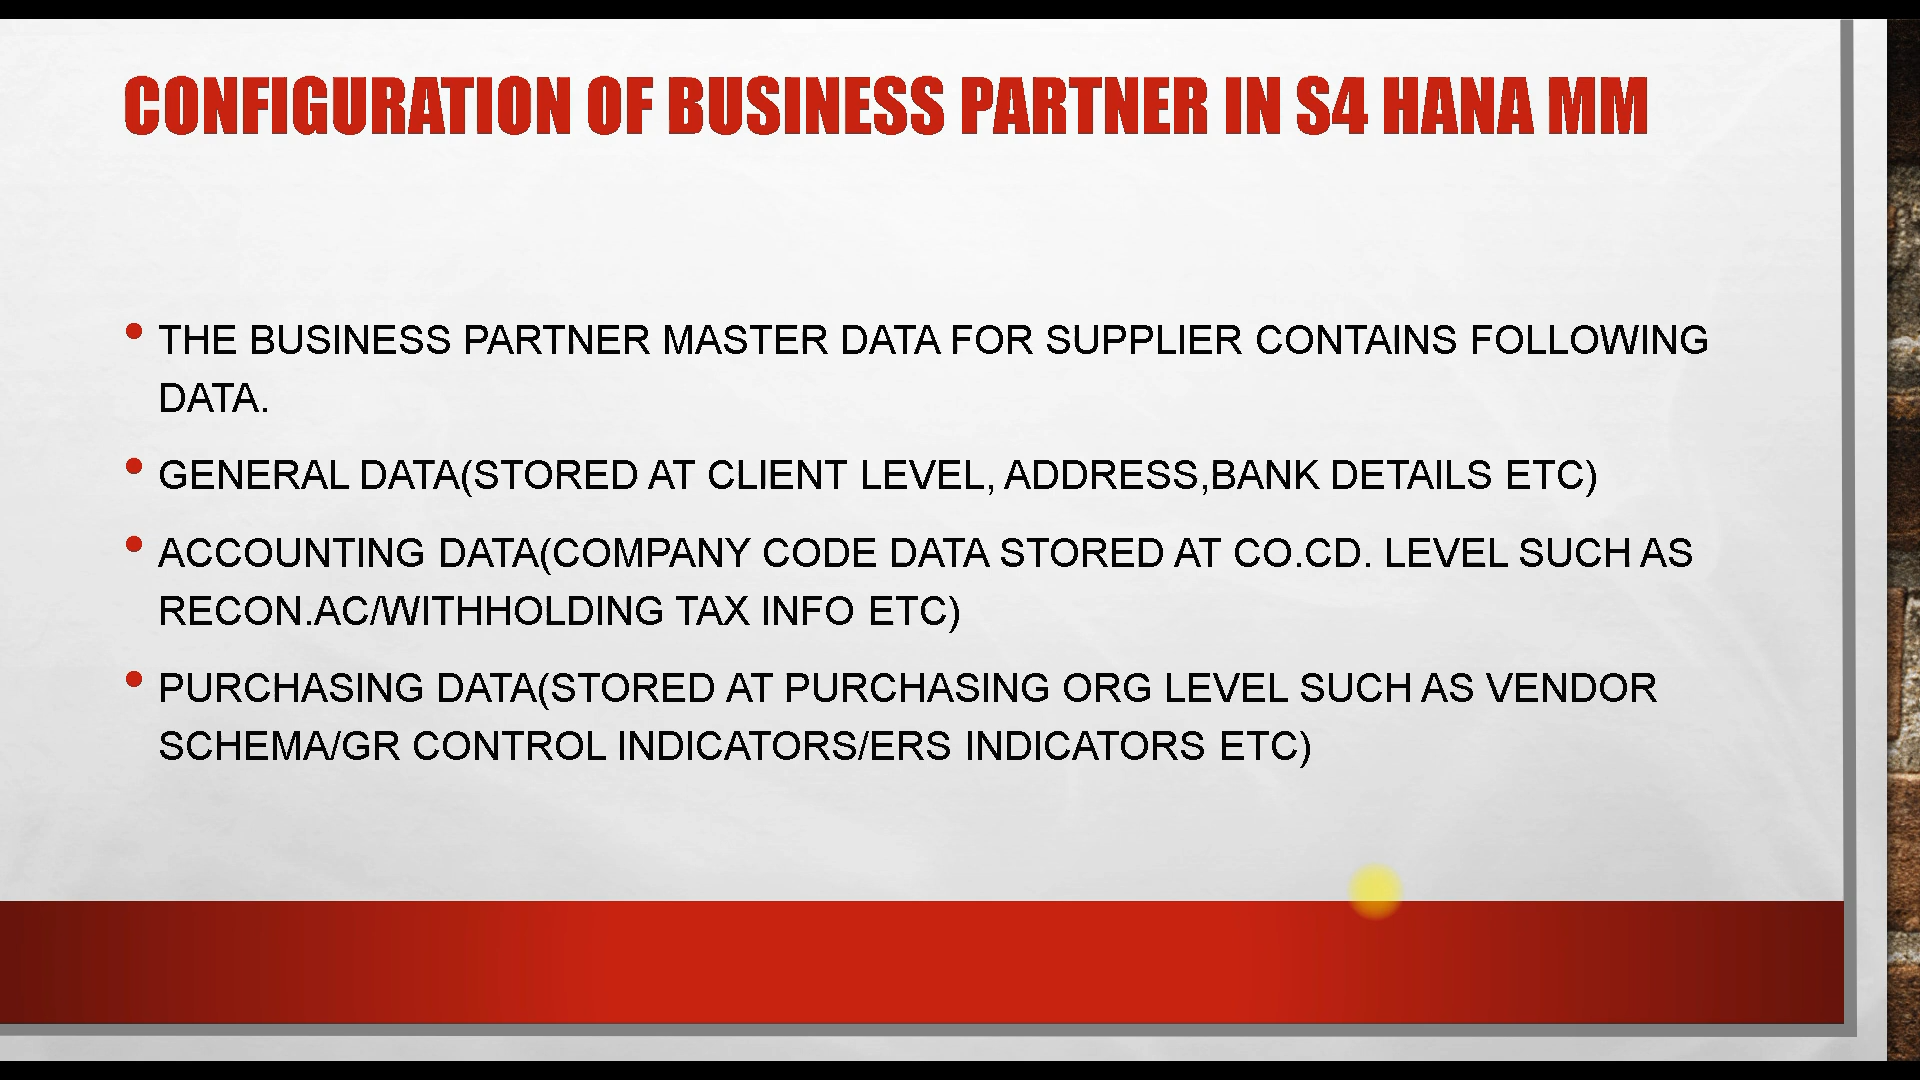 CONFIGURATION OF BUSINESS PARTNER IN S4 HANA MM
• THE BUSINESS PARTNER MASTER DATA FOR SUPPLIER CONTAINS FOLLOWING
DATA.
• GENERAL DATA(STORED AT CLIENT LEVEL, ADDRESS,BANK DETAILS ETC)
• ACCOUNTING DATA(COMPANY CODE DATA STORED AT CO.CD. LEVEL SUCH AS
RECON.AC/WITHHOLDING TAX INFO ETC)
• PURCHASING DATA(STORED AT PURCHASING ORG LEVEL SUCH AS VENDOR
SCHEMA/GR CONTROL INDICATORS/ERS INDICATORS ETC)